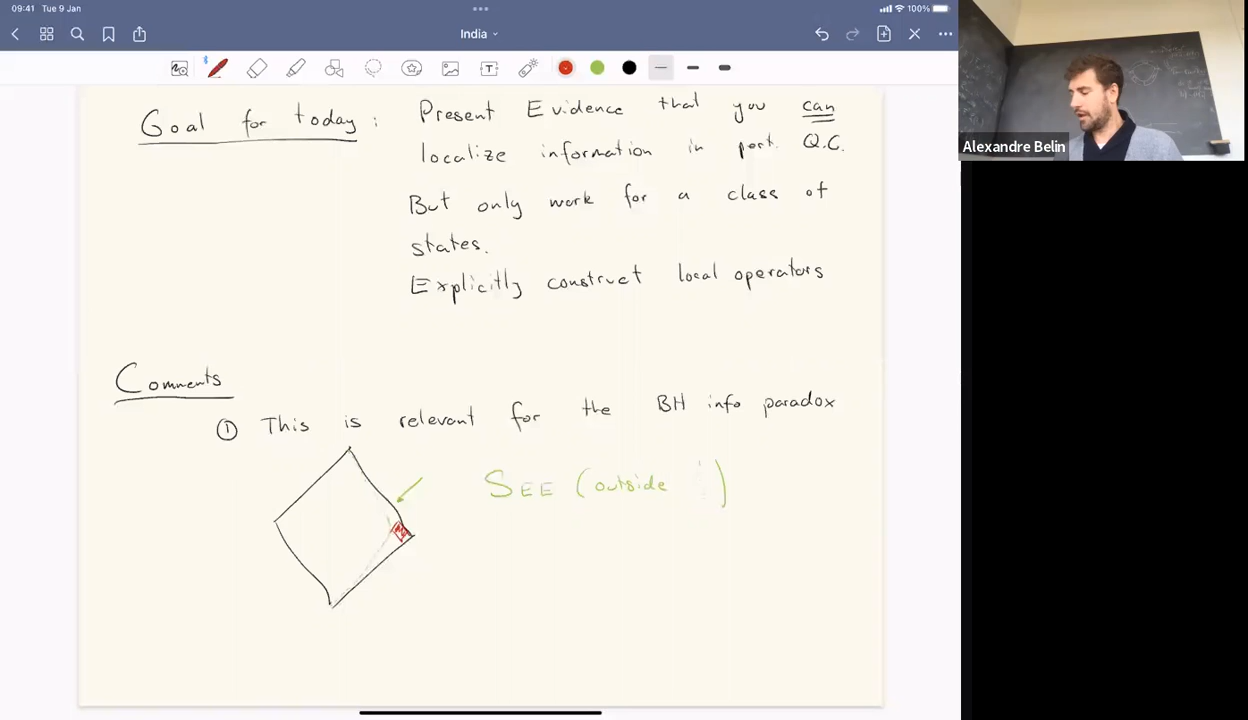 09:41 Tue 9 Jan
100%
India
Goal for today: Present Evidence that you can
localize information in pert. Q.G.
But only work for a class of
states.
Explicitly construct local operators
Comments
① This is relevant for the BH info paradox
SEE (outside )
Alexandre Belin